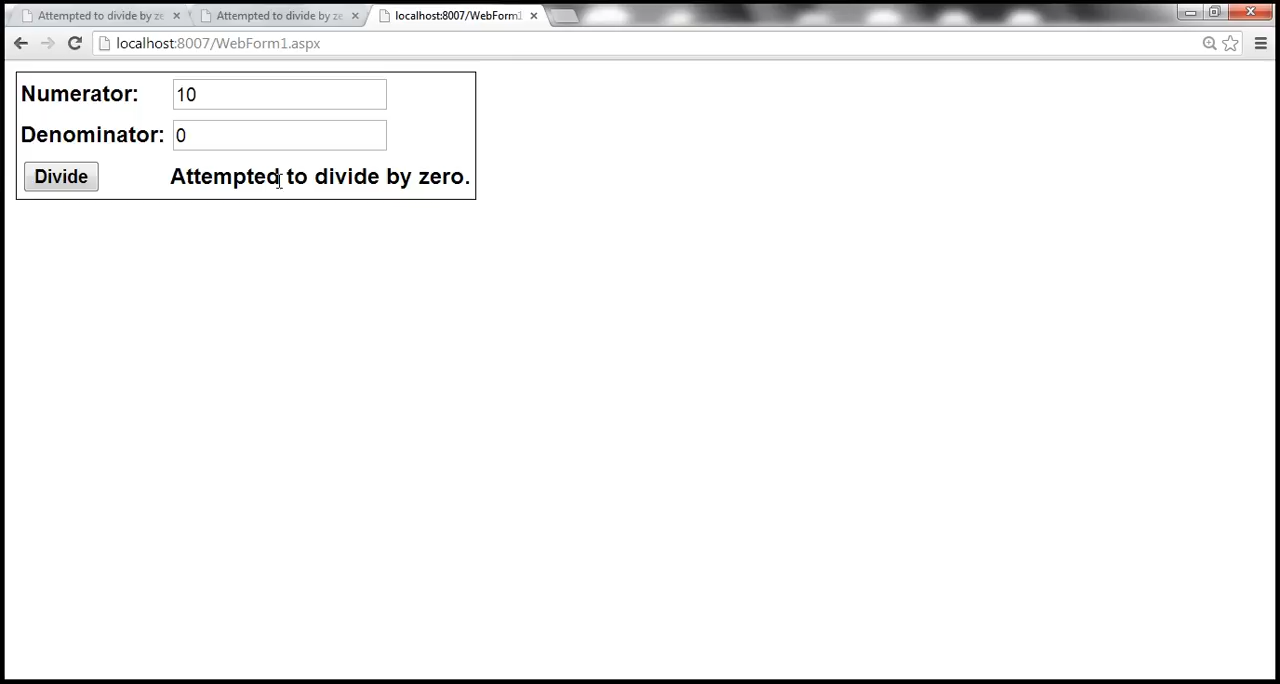 Attempted to divide by ze
Attempted to divide by ze
localhost:8007/WebForm1
localhost:8007/WebForm1.aspx
Numerator: 10
Denominator: 0
Divide Attempted to divide by zero.